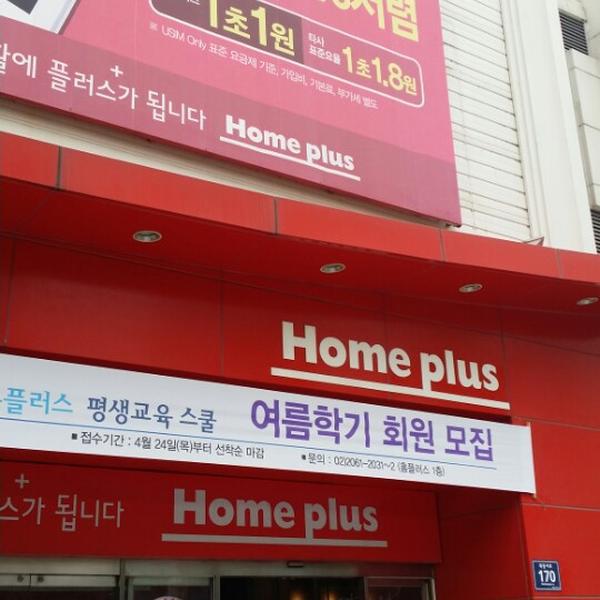 1초1원
타사
표준요율 1초1.8원
※ USIM Only 표준 요금제 기준, 가입비, 기본료, 부가세 별도
플러스가 됩니다
Home plus
Home plus
플러스 평생교육 스쿨 여름학기 회원 모집
■ 접수기간 : 4월 24일(목)부터 선착순 마감 ■ 문의 : 02)2061-2031~2 (홈플러스 1층)
스가 됩니다
Home plus
170